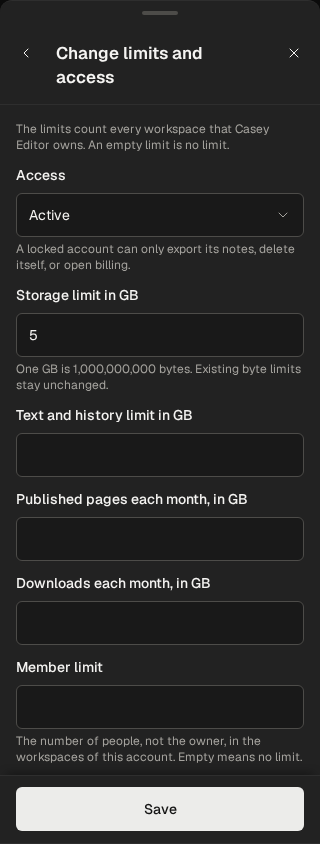 Change limits and
access
The limits count every workspace that Casey
Editor owns. An empty limit is no limit.
Access
Active
A locked account can only export its notes, delete
itself, or open billing.
Storage limit in GB
5
One GB is 1,000,000,000 bytes. Existing byte limits
stay unchanged.
Text and history limit in GB
Published pages each month, in GB
Downloads each month, in GB
Member limit
The number of people, not the owner, in the
workspaces of this account. Empty means no limit.
Save